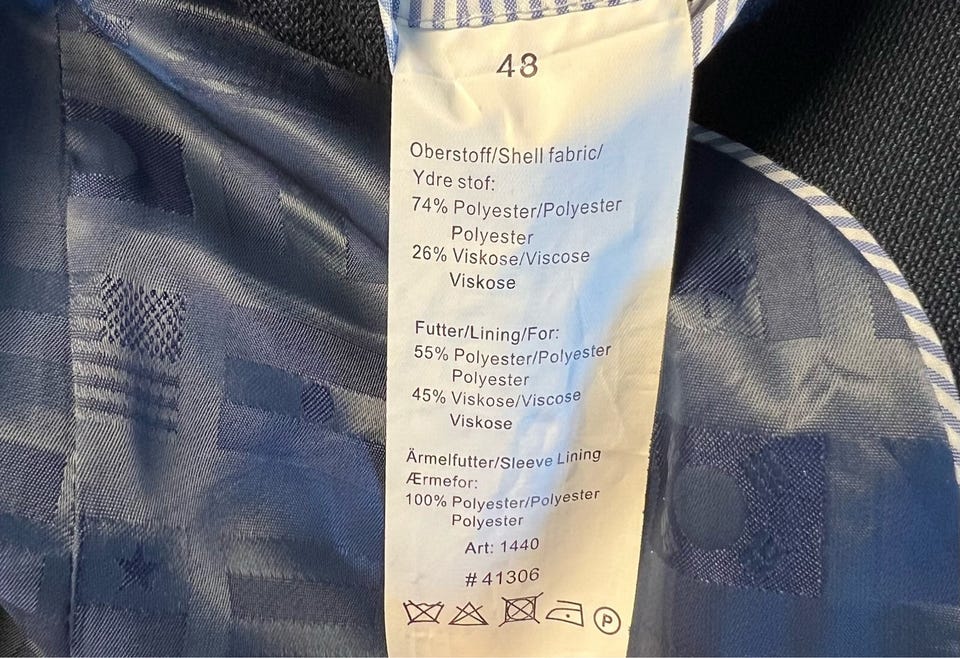 48
Oberstoff/Shell fabric/
Ydre stof:
74% Polyester/Polyester
Polyester
26% Viskose/Viscose
Viskose
Futter/Lining/For:
55% Polyester/Polyester
Polyester
45% Viskose/Viscose
Viskose
Ärmelfutter/Sleeve Lining
Ærmefor:
100% Polyester/Polyester
Polyester
Art: 1440
# 41306
P